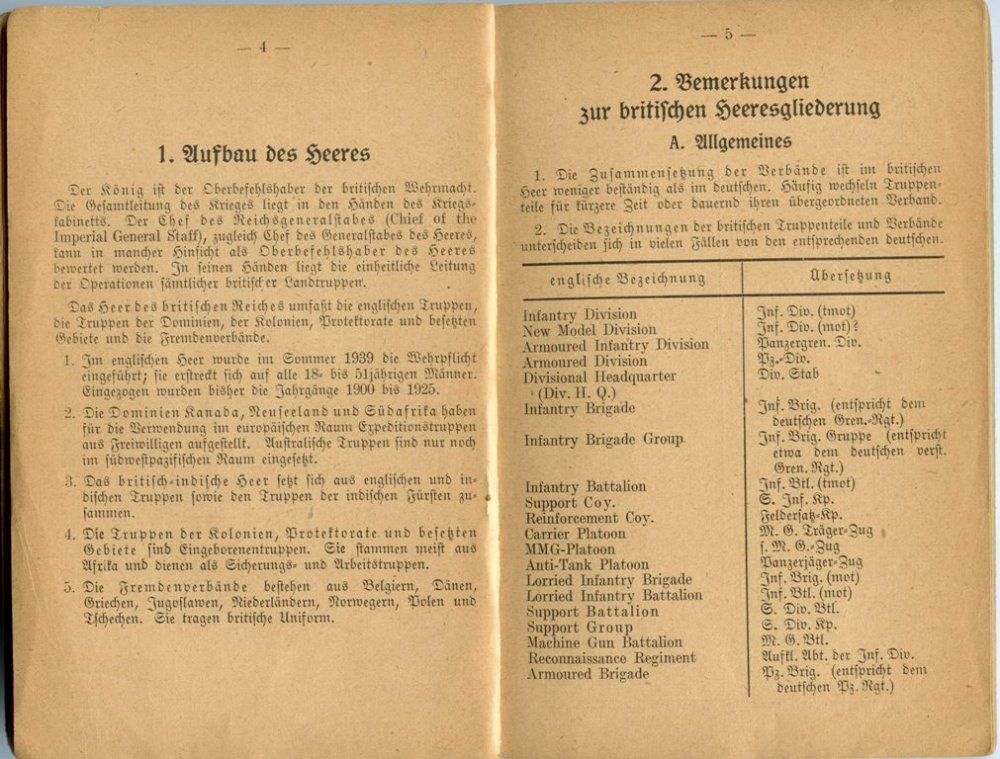 — 4 —
1. Aufbau des Heeres
Der König ist der Oberbefehlshaber der britischen Wehrmacht.
Die Gesamtleitung des Krieges liegt in den Händen des Kriegs-
kabinetts. Der Chef des Reichsgeneralstabes (Chief of the
Imperial General Staff), zugleich Chef des Generalstabes des Heeres,
kann in mancher Hinsicht als Oberbefehlshaber des Heeres
bewertet werden. In seinen Händen liegt die einheitliche Leitung
der Operationen sämtlicher britischer Landtruppen.
Das Heer des britischen Reiches umfaßt die englischen Truppen,
die Truppen der Dominien, der Kolonien, Protektorate und besetzten
Gebiete und die Fremdenverbände.
1. Im englischen Heer wurde im Sommer 1939 die Wehrpflicht
eingeführt; sie erstreckt sich auf alle 18- bis 51jährigen Männer.
Eingezogen wurden bisher die Jahrgänge 1900 bis 1925.
2. Die Dominien Kanada, Neuseeland und Südafrika haben
für die Verwendung im europäischen Raum Expeditionstruppen
aus Freiwilligen aufgestellt. Australische Truppen sind nur noch
im südwestpazifischen Raum eingesetzt.
3. Das britisch-indische Heer setzt sich aus englischen und in-
dischen Truppen sowie den Truppen der indischen Fürsten zu-
sammen.
4. Die Truppen der Kolonien, Protektorate und besetzten
Gebiete sind Eingeborenentruppen. Sie stammen meist aus
Afrika und dienen als Sicherungs- und Arbeitstruppen.
5. Die Fremdenverbände bestehen aus Belgiern, Dänen,
Griechen, Jugoslawen, Niederländern, Norwegern, Polen und
Tschechen. Sie tragen britische Uniform.
— 5 —
2. Bemerkungen
zur britischen Heeresgliederung
A. Allgemeines
1. Die Zusammensetzung der Verbände ist im britischen
Heer weniger beständig als im deutschen. Häufig wechseln Truppen-
teile für kürzere Zeit oder dauernd ihren übergeordneten Verband.
2. Die Bezeichnungen der britischen Truppenteile und Verbände
unterscheiden sich in vielen Fällen von den entsprechenden deutschen.
englische Bezeichnung Übersetzung
Infantry Division Inf. Div. (tmot)
New Model Division Inf. Div. (mot)?
Armoured Infantry Division Panzergren. Div.
Armoured Division Pz.-Div.
Divisional Headquarter Div. Stab
(Div. H. Q.)
Infantry Brigade Inf. Brig. (entspricht dem
deutschen Gren.-Rgt.)
Infantry Brigade Group Inf. Brig. Gruppe (entspricht
etwa dem deutschen verst.
Gren. Rgt.)
Infantry Battalion Inf. Btl. (tmot)
Support Coy. S. Inf. Kp.
Reinforcement Coy. Feldersatz-Kp.
Carrier Platoon M. G. Träger-Zug
MMG-Platoon s. M. G.-Zug
Anti-Tank Platoon Panzerjäger-Zug
Lorried Infantry Brigade Inf. Brig. (mot)
Lorried Infantry Battalion Inf. Btl. (mot)
Support Battalion S. Div. Btl.
Support Group S. Div. Kp.
Machine Gun Battalion M. G. Btl.
Reconnaissance Regiment Aufkl. Abt. der Inf. Div.
Armoured Brigade Pz. Brig. (entspricht dem
deutschen Pz. Rgt.)